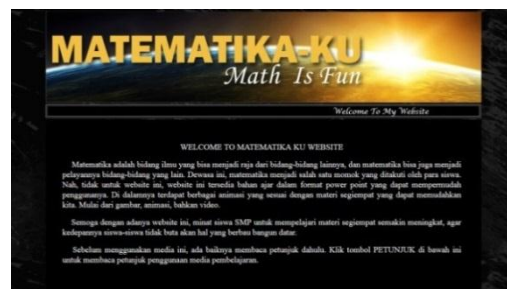 MATEMATIKA-KU
Math Is Fun
Welcome To My Website
WELCOME TO MATEMATIKA KU WEBSITE
Matematika adalah bidang ilmu yang bisa menjadi raja dari bidang-bidang lainnya, dan matematika bisa juga menjadi
pelayannya bidang-bidang yang lain. Dewasa ini, matematika menjadi salah satu momok yang ditakuti oleh para siswa.
Nah, tidak untuk website ini, website ini tersedia bahan ajar dalam format power point yang dapat mempermudah
penggunanya. Di dalamnya terdapat berbagai animasi yang sesuai dengan materi segiempat yang dapat memudahkan
kita. Mulai dari gambar, animasi, bahkan video.
Semoga dengan adanya website ini, minat siswa SMP untuk mempelajari materi segiempat semakin meningkat, agar
kedepannya siswa-siswa tidak buta akan hal yang berbau bangun datar.
Sebelum menggunakan media ini, ada baiknya membaca petunjuk dahulu. Klik tombol PETUNJUK di bawah ini
untuk membaca petunjuk penggunaan media pembelajaran.